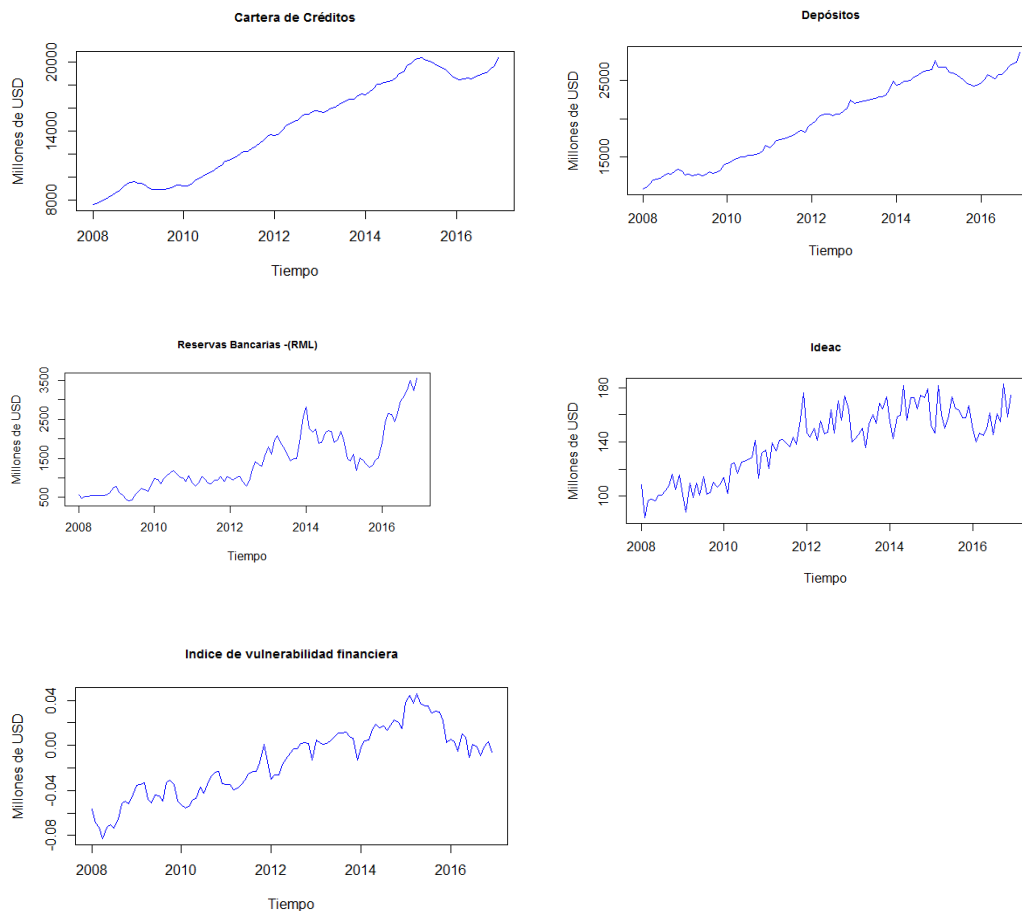 Cartera de Créditos
Millones de USD
20000
14000
8000
2008 2010 2012 2014 2016
Tiempo
Depósitos
Millones de USD
25000
15000
2008 2010 2012 2014 2016
Tiempo
Reservas Bancarias -(RML)
Millones de USD
3500
2500
1500
500
2008 2010 2012 2014 2016
Tiempo
Ideac
Millones de USD
180
140
100
2008 2010 2012 2014 2016
Tiempo
Indice de vulnerabilidad financiera
Millones de USD
0.04
0.00
-0.04
-0.08
2008 2010 2012 2014 2016
Tiempo